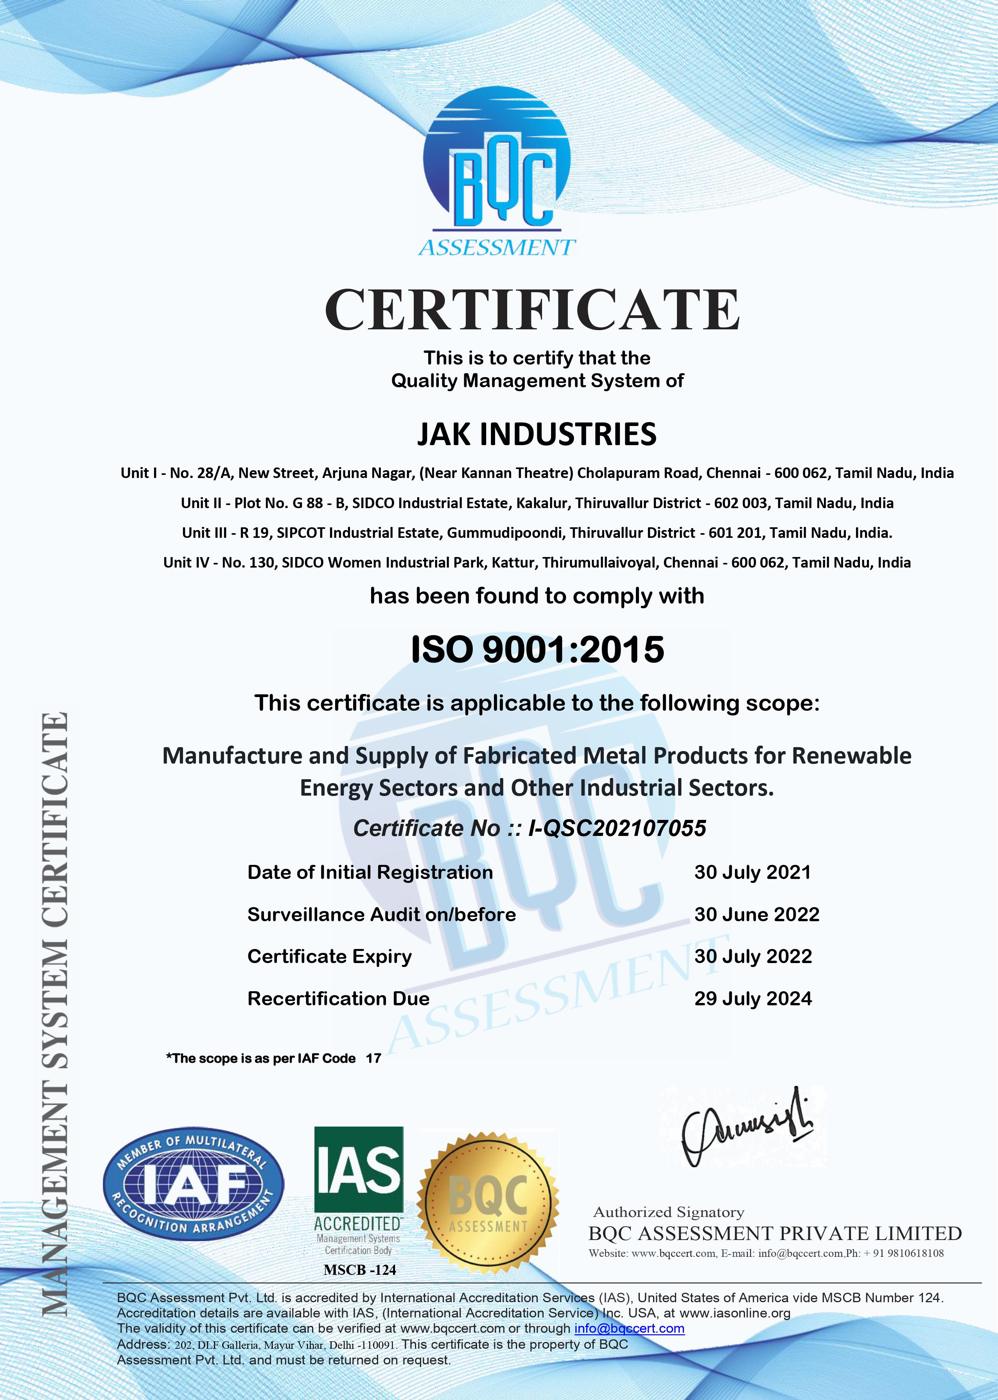 BQC
ASSESSMENT
CERTIFICATE
This is to certify that the
Quality Management System of
JAK INDUSTRIES
Unit I - No. 28/A, New Street, Arjuna Nagar, (Near Kannan Theatre) Cholapuram Road, Chennai - 600 062, Tamil Nadu, India
Unit II - Plot No. G 88 - B, SIDCO Industrial Estate, Kakalur, Thiruvallur District - 602 003, Tamil Nadu, India
Unit III - R 19, SIPCOT Industrial Estate, Gummudipoondi, Thiruvallur District - 601 201, Tamil Nadu, India.
Unit IV - No. 130, SIDCO Women Industrial Park, Kattur, Thirumullaivoyal, Chennai - 600 062, Tamil Nadu, India
has been found to comply with
ISO 9001:2015
This certificate is applicable to the following scope:
Manufacture and Supply of Fabricated Metal Products for Renewable
Energy Sectors and Other Industrial Sectors.
Certificate No :: I-QSC202107055
Date of Initial Registration 30 July 2021
Surveillance Audit on/before 30 June 2022
Certificate Expiry 30 July 2022
Recertification Due 29 July 2024
BQC
ASSESSMENT
*The scope is as per IAF Code 17
MANAGEMENT SYSTEM CERTIFICATE
MEMBER OF MULTILATERAL
IAF
RECOGNITION ARRANGEMENT
IAS
ACCREDITED
Management Systems
Certification Body
MSCB -124
BQC
ASSESSMENT
Authorized Signatory
BQC ASSESSMENT PRIVATE LIMITED
Website: www.bqccert.com, E-mail: info@bqccert.com,Ph: + 91 9810618108
BQC Assessment Pvt. Ltd. is accredited by International Accreditation Services (IAS), United States of America vide MSCB Number 124.
Accreditation details are available with IAS, (International Accreditation Service) Inc. USA, at www.iasonline.org
The validity of this certificate can be verified at www.bqccert.com or through info@bqccert.com
Address: 202, DLF Galleria, Mayur Vihar, Delhi -110091. This certificate is the property of BQC
Assessment Pvt. Ltd. and must be returned on request.